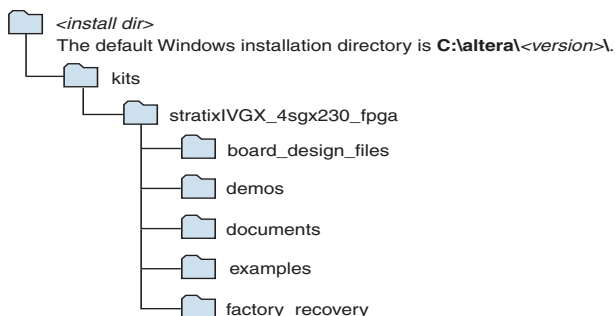 <install dir>
The default Windows installation directory is C:\altera\<version>\.
kits
stratixIVGX_4sgx230_fpga
board_design_files
demos
documents
examples
factory_recovery